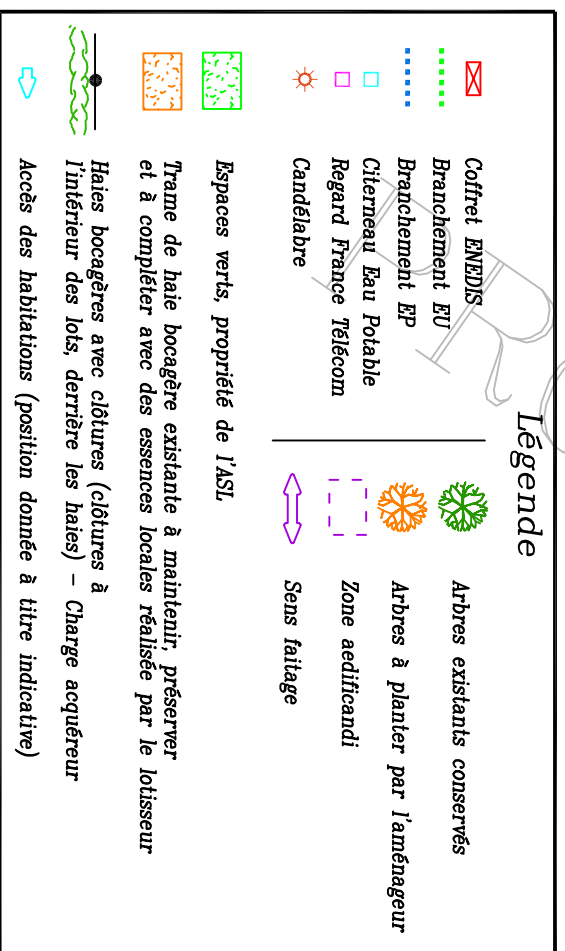 Légende
Coffret ENEDIS
Branchement EU
Branchement EP
Citerneau Eau Potable
Regard France Télécom
Candélabre
Arbres existants conservés
Arbres à planter par l'aménageur
Zone aedificandi
Sens faitage
Espaces verts, propriété de l'ASL
Trame de haie bocagère existante à maintenir, préserver
et à compléter avec des essences locales réalisée par le lotisseur
Haies bocagères avec clôtures (clôtures à
l'intérieur des lots, derrière les haies) – Charge acquéreur
Accès des habitations (position donnée à titre indicative)